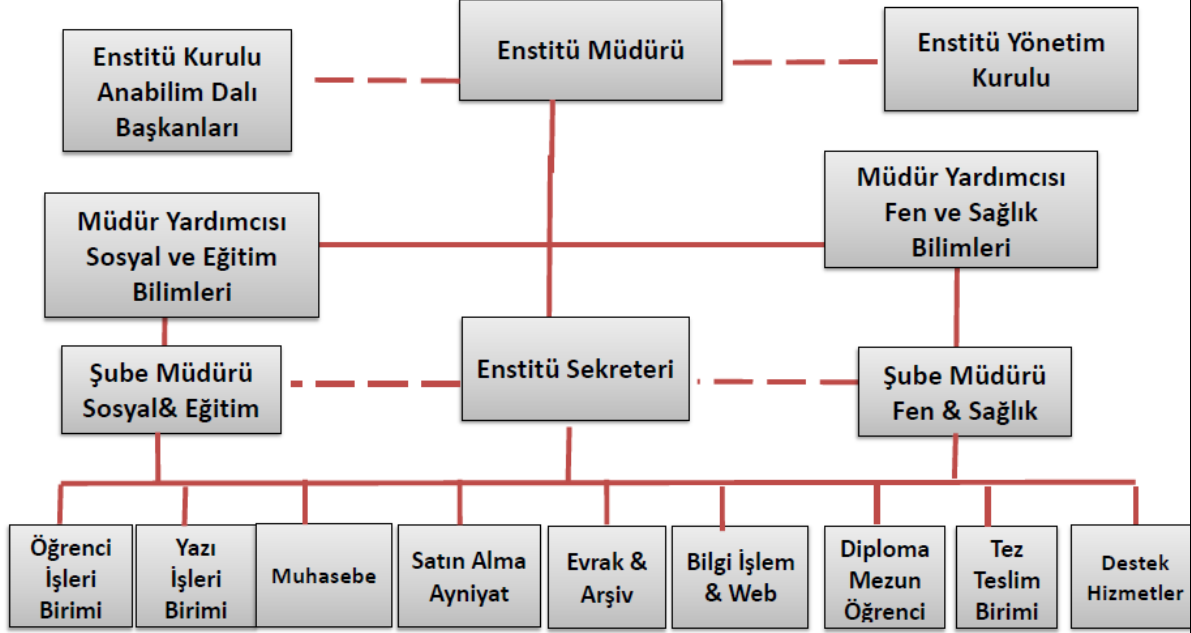 Enstitü Kurulu
Anabilim Dalı
Başkanları
Enstitü Müdürü
Enstitü Yönetim
Kurulu
Müdür Yardımcısı
Sosyal ve Eğitim
Bilimleri
Müdür Yardımcısı
Fen ve Sağlık
Bilimleri
Şube Müdürü
Sosyal& Eğitim
Enstitü Sekreteri
Şube Müdürü
Fen & Sağlık
Öğrenci
İşleri
Birimi
Yazı
İşleri
Birimi
Muhasebe
Satın Alma
Ayniyat
Evrak &
Arşiv
Bilgi İşlem
& Web
Diploma
Mezun
Öğrenci
Tez
Teslim
Birimi
Destek
Hizmetler